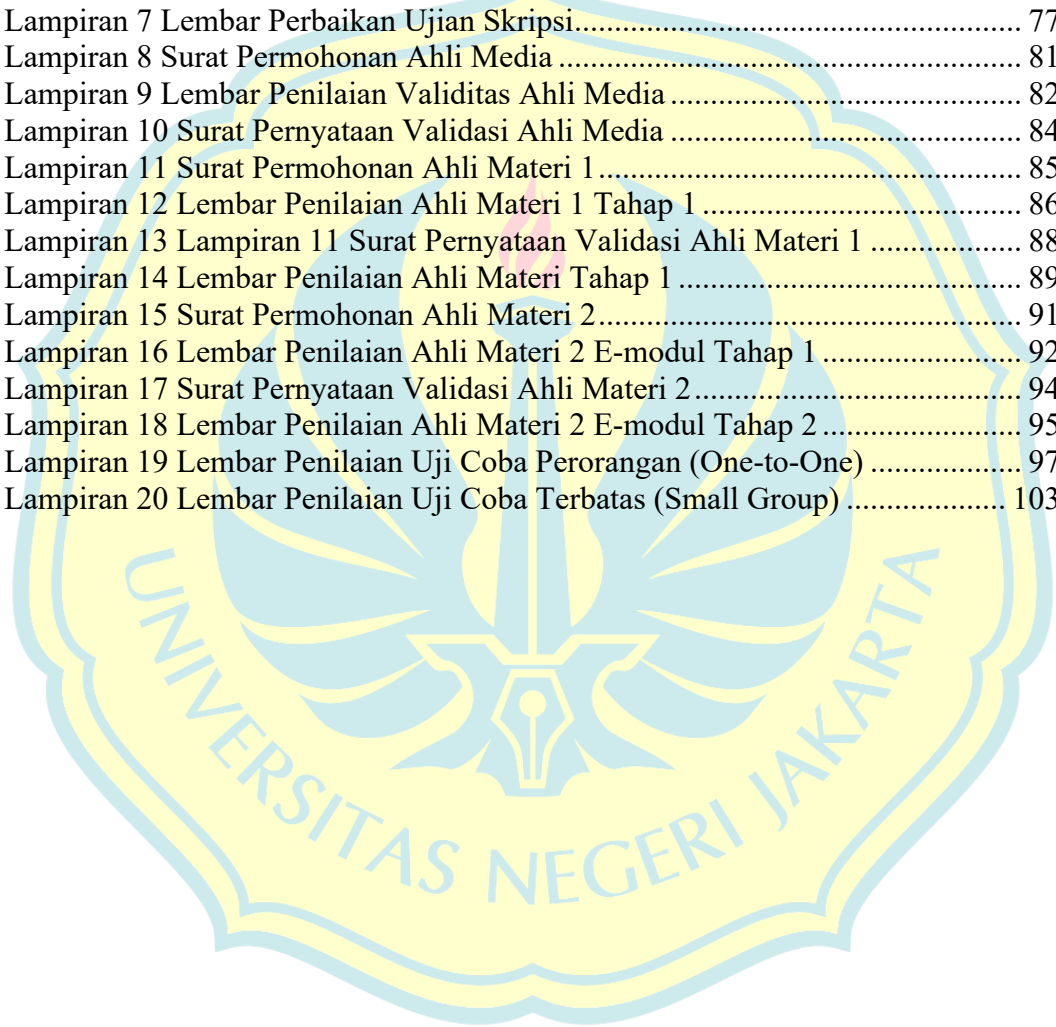 Lampiran 7 Lembar Perbaikan Ujian Skripsi.............................................................. 77
Lampiran 8 Surat Permohonan Ahli Media ................................................................ 81
Lampiran 9 Lembar Penilaian Validitas Ahli Media ................................................. 82
Lampiran 10 Surat Pernyataan Validasi Ahli Media ................................................. 84
Lampiran 11 Surat Permohonan Ahli Materi 1.......................................................... 85
Lampiran 12 Lembar Penilaian Ahli Materi 1 Tahap 1 ............................................. 86
Lampiran 13 Lampiran 11 Surat Pernyataan Validasi Ahli Materi 1 ..................... 88
Lampiran 14 Lembar Penilaian Ahli Materi Tahap 1 ............................................... 89
Lampiran 15 Surat Permohonan Ahli Materi 2.......................................................... 91
Lampiran 16 Lembar Penilaian Ahli Materi 2 E-modul Tahap 1 ........................... 92
Lampiran 17 Surat Pernyataan Validasi Ahli Materi 2 ............................................. 94
Lampiran 18 Lembar Penilaian Ahli Materi 2 E-modul Tahap 2 ........................... 95
Lampiran 19 Lembar Penilaian Uji Coba Perorangan (One-to-One) ..................... 97
Lampiran 20 Lembar Penilaian Uji Coba Terbatas (Small Group) ..................... 103
UNIVERSITAS NEGERI JAKARTA